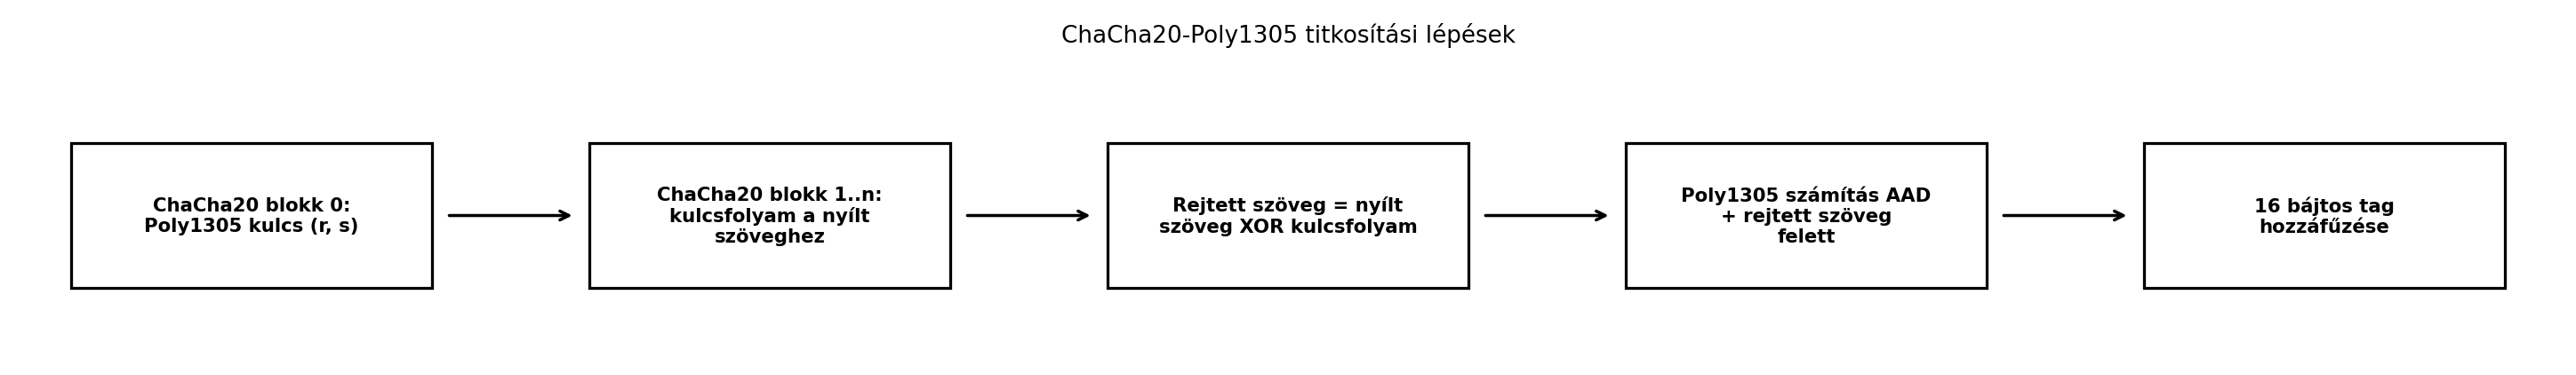 ChaCha20-Poly1305 titkosítási lépések
ChaCha20 blokk 0:
Poly1305 kulcs (r, s)
ChaCha20 blokk 1..n:
kulcsfolyam a nyílt
szöveghez
Rejtett szöveg = nyílt
szöveg XOR kulcsfolyam
Poly1305 számítás AAD
+ rejtett szöveg
felett
16 bájtos tag
hozzáfűzése